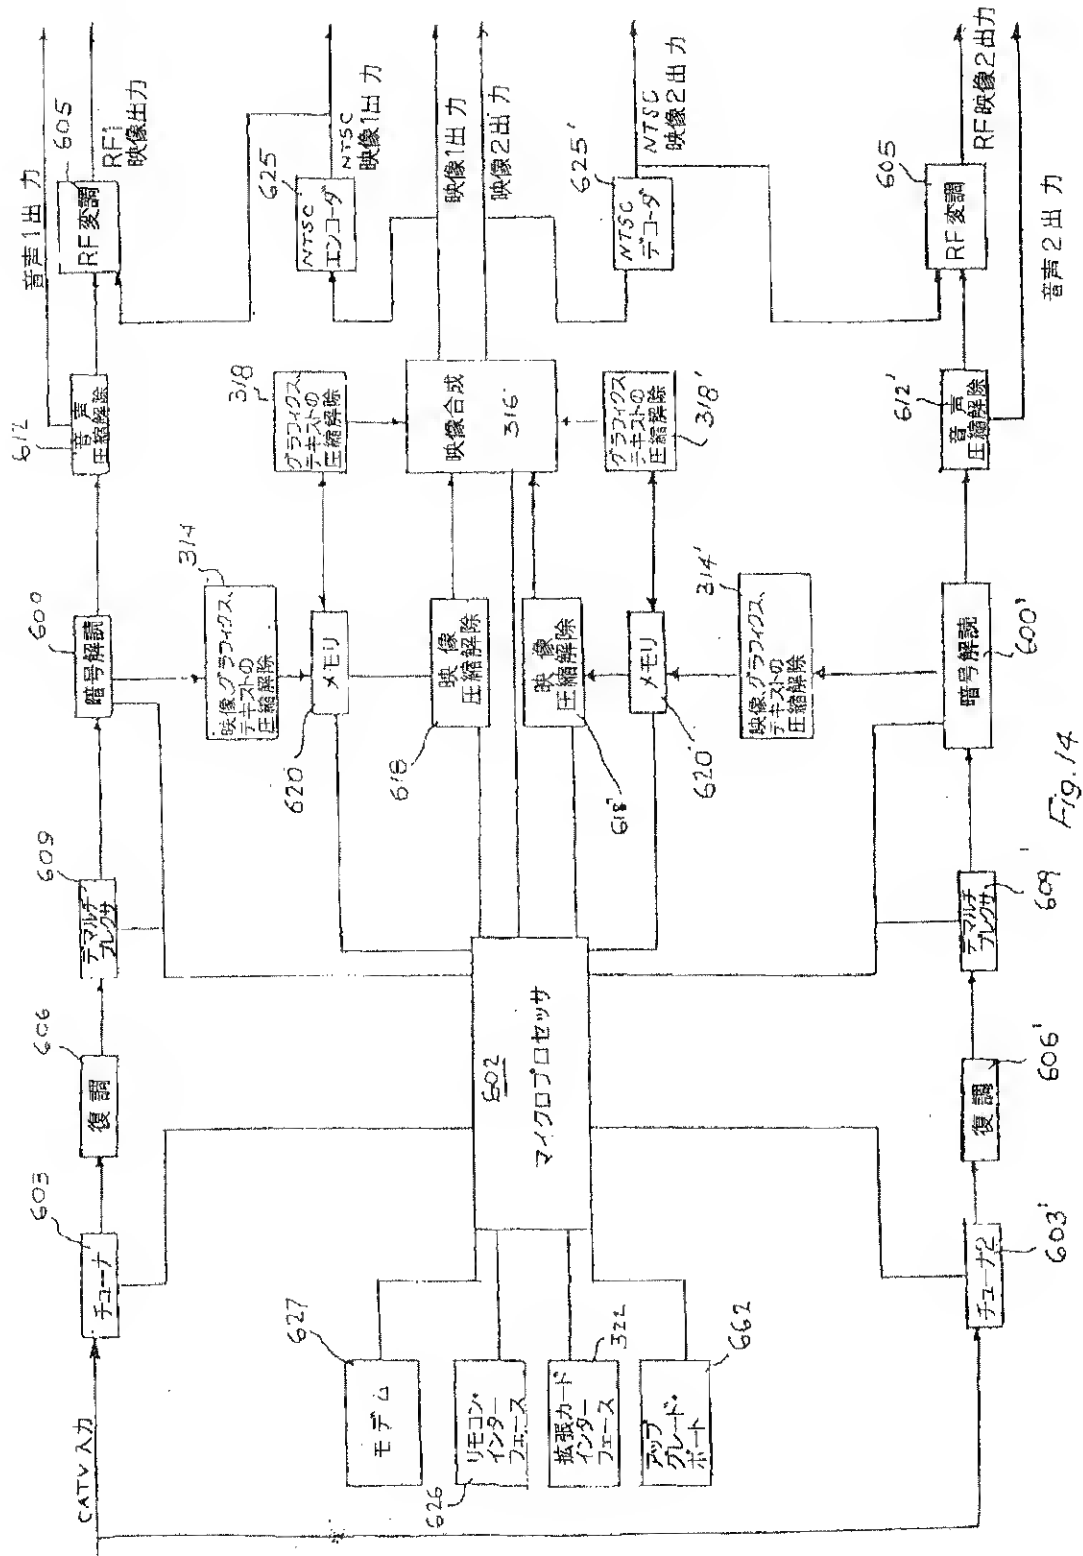 CATV入力
チューナ
603
復調
606
デマルチ
プレクサ
609
暗号解読
600
音声
圧縮解除
612
音声1出力
RF変調
605
RF1
映像出力
映像、グラフィクス、
テキストの
圧縮解除
314
メモリ
620
グラフィクス、
テキストの
圧縮解除
318
NTSC
エンコーダ
625
NTSC
映像1出力
映像
圧縮解除
618
映像合成
316
映像1出力
映像2出力
モデム
627
リモコン・
インター
フェース
626
拡張カード
インター
フェース
322
アップ
グレード・
ポート
662
602
マイクロプロセッサ
映像
圧縮解除
618'
メモリ
620'
グラフィクス、
テキストの
圧縮解除
318'
NTSC
デコーダ
625'
NTSC
映像2出力
映像、グラフィクス、
テキストの
圧縮解除
314'
チューナ2
603'
復調
606'
デマルチ
プレクサ
609'
暗号解読
600'
音声
圧縮解除
612'
RF変調
605
RF映像2出力
音声2出力
Fig.14